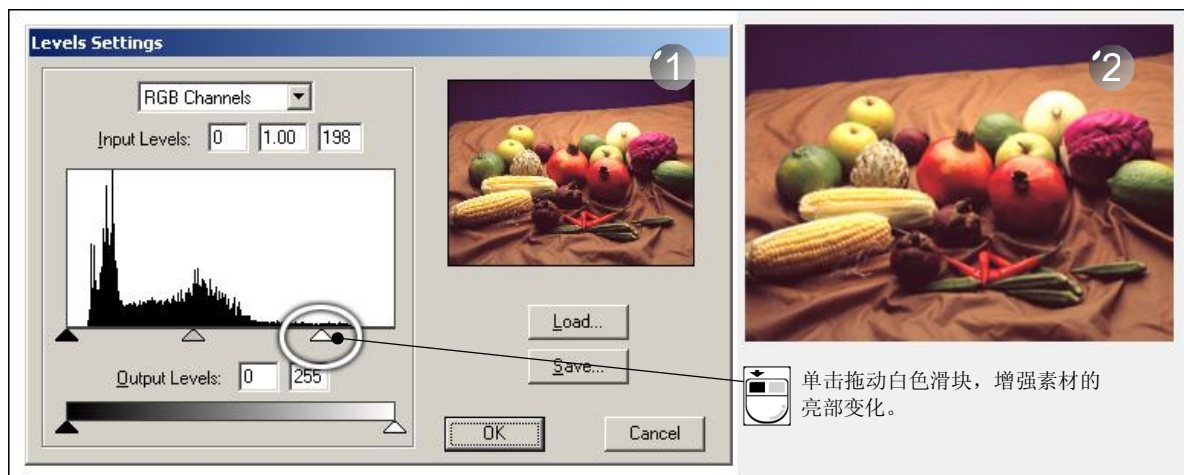 Levels Settings
1
RGB Channels
Input Levels: 0 1.00 198
Load...
Save...
Output Levels: 0 255
OK
Cancel
2
单击拖动白色滑块，增强素材的
亮部变化。